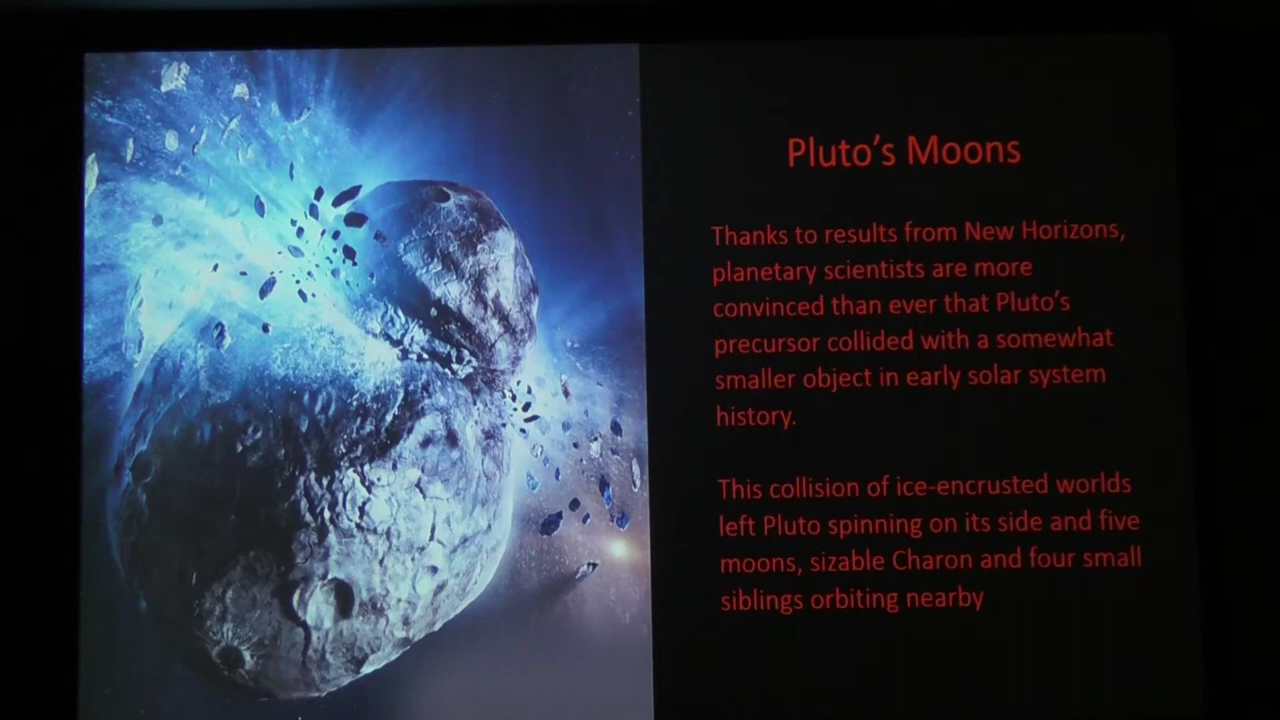 Pluto's Moons
Thanks to results from New Horizons,
planetary scientists are more
convinced than ever that Pluto's
precursor collided with a somewhat
smaller object in early solar system
history.
This collision of ice-encrusted worlds
left Pluto spinning on its side and five
moons, sizable Charon and four small
siblings orbiting nearby